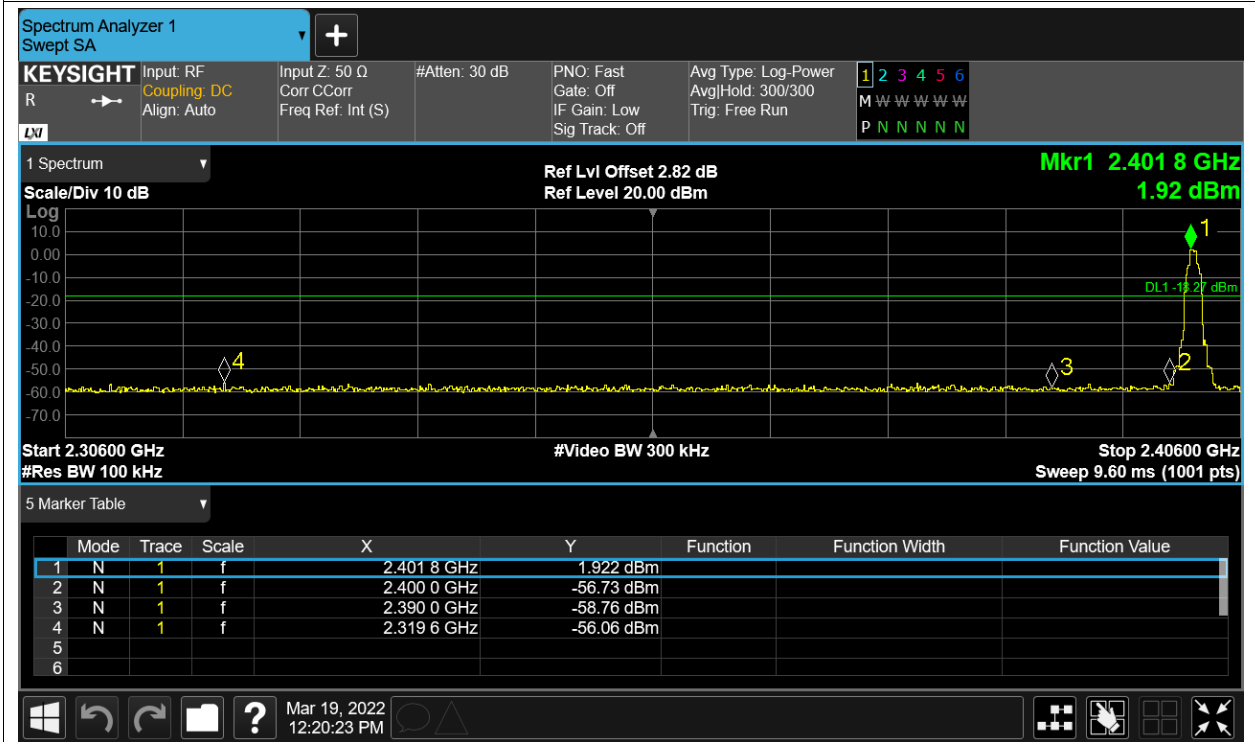 Spectrum Analyzer 1
Swept SA
+
KEYSIGHT
R
LXI
Input: RF
Coupling: DC
Align: Auto
Input Z: 50 Ω
Corr CCorr
Freq Ref: Int (S)
#Atten: 30 dB
PNO: Fast
Gate: Off
IF Gain: Low
Sig Track: Off
Avg Type: Log-Power
Avg|Hold: 300/300
Trig: Free Run
1 2 3 4 5 6
M W W W W W
P N N N N N
1 Spectrum
Scale/Div 10 dB
Ref Lvl Offset 2.82 dB
Ref Level 20.00 dBm
Mkr1 2.401 8 GHz
1.92 dBm
Log
10.0
0.00
-10.0
-20.0
-30.0
-40.0
-50.0
-60.0
-70.0
1
DL1 -18.27 dBm
4
3
2
Start 2.30600 GHz #Video BW 300 kHz Stop 2.40600 GHz
#Res BW 100 kHz Sweep 9.60 ms (1001 pts)
5 Marker Table
Mode Trace Scale X Y Function Function Width Function Value
1 N 1 f 2.401 8 GHz 1.922 dBm
2 N 1 f 2.400 0 GHz -56.73 dBm
3 N 1 f 2.390 0 GHz -58.76 dBm
4 N 1 f 2.319 6 GHz -56.06 dBm
5
6
?
Mar 19, 2022
12:20:23 PM